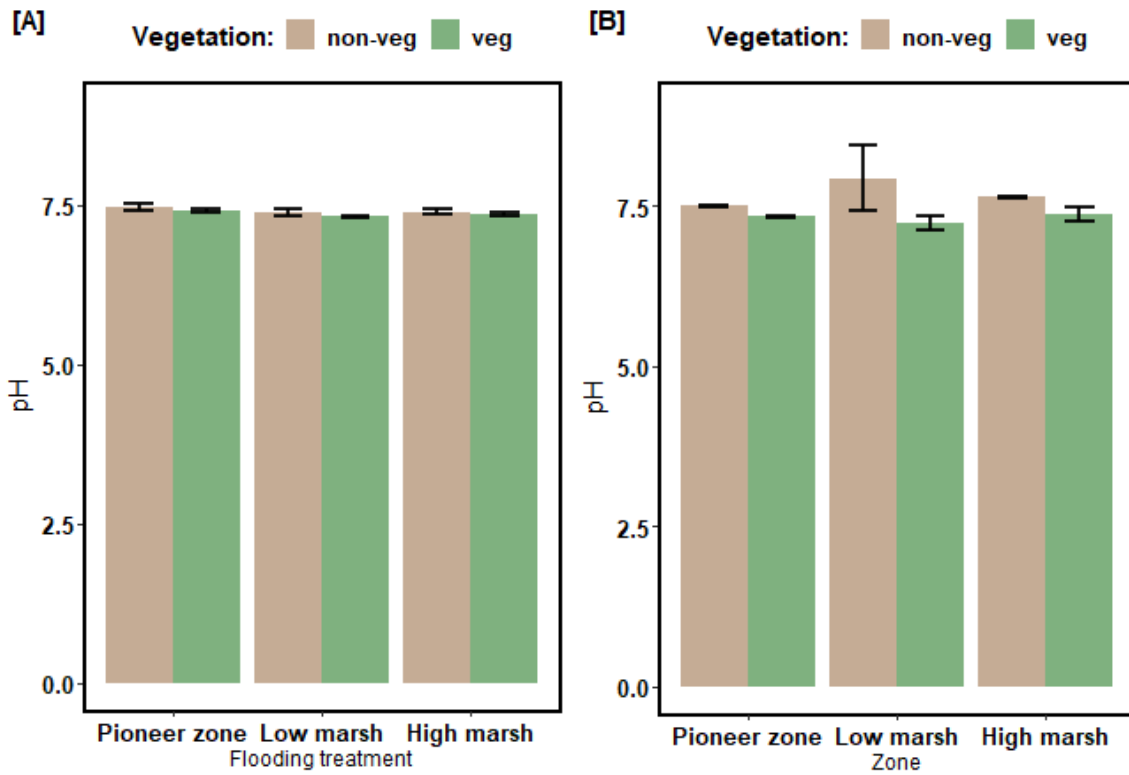 [A]
Vegetation: non-veg veg
pH
7.5
5.0
2.5
0.0
Pioneer zone Low marsh High marsh
Flooding treatment
[B]
Vegetation: non-veg veg
pH
7.5
5.0
2.5
0.0
Pioneer zone Low marsh High marsh
Zone